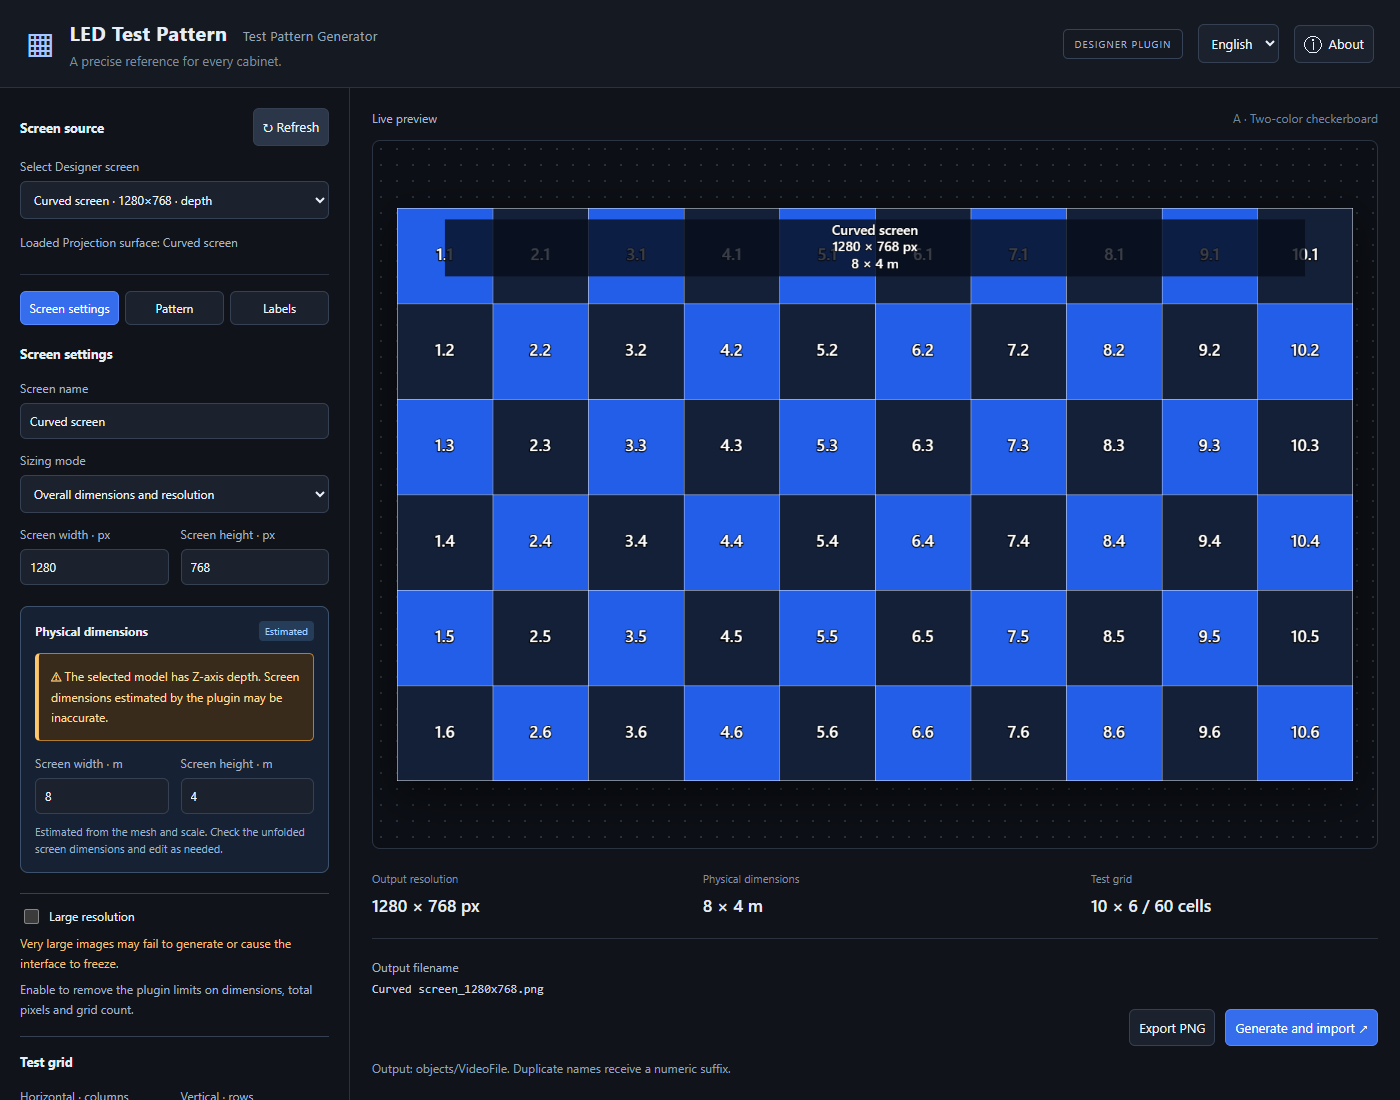 LED Test Pattern
Test Pattern Generator
A precise reference for every cabinet.
DESIGNER PLUGIN
English
ⓘ About
Screen source
↻ Refresh
Select Designer screen
Curved screen · 1280×768 · depth
Loaded Projection surface: Curved screen
Screen settings
Pattern
Labels
Screen settings
Screen name
Curved screen
Sizing mode
Overall dimensions and resolution
Screen width · px
Screen height · px
1280
768
Physical dimensions
Estimated
⚠ The selected model has Z-axis depth. Screen
dimensions estimated by the plugin may be
inaccurate.
Screen width · m
Screen height · m
8
4
Estimated from the mesh and scale. Check the unfolded
screen dimensions and edit as needed.
Large resolution
Very large images may fail to generate or cause the
interface to freeze.
Enable to remove the plugin limits on dimensions, total
pixels and grid count.
Test grid
Horizontal · columns
Vertical · rows
Live preview
A · Two-color checkerboard
Curved screen
1280 × 768 px
8 × 4 m
1.1 2.1 3.1 4.1 5.1 6.1 7.1 8.1 9.1 10.1
1.2 2.2 3.2 4.2 5.2 6.2 7.2 8.2 9.2 10.2
1.3 2.3 3.3 4.3 5.3 6.3 7.3 8.3 9.3 10.3
1.4 2.4 3.4 4.4 5.4 6.4 7.4 8.4 9.4 10.4
1.5 2.5 3.5 4.5 5.5 6.5 7.5 8.5 9.5 10.5
1.6 2.6 3.6 4.6 5.6 6.6 7.6 8.6 9.6 10.6
Output resolution
1280 × 768 px
Physical dimensions
8 × 4 m
Test grid
10 × 6 / 60 cells
Output filename
Curved screen_1280x768.png
Export PNG
Generate and import ↗
Output: objects/VideoFile. Duplicate names receive a numeric suffix.